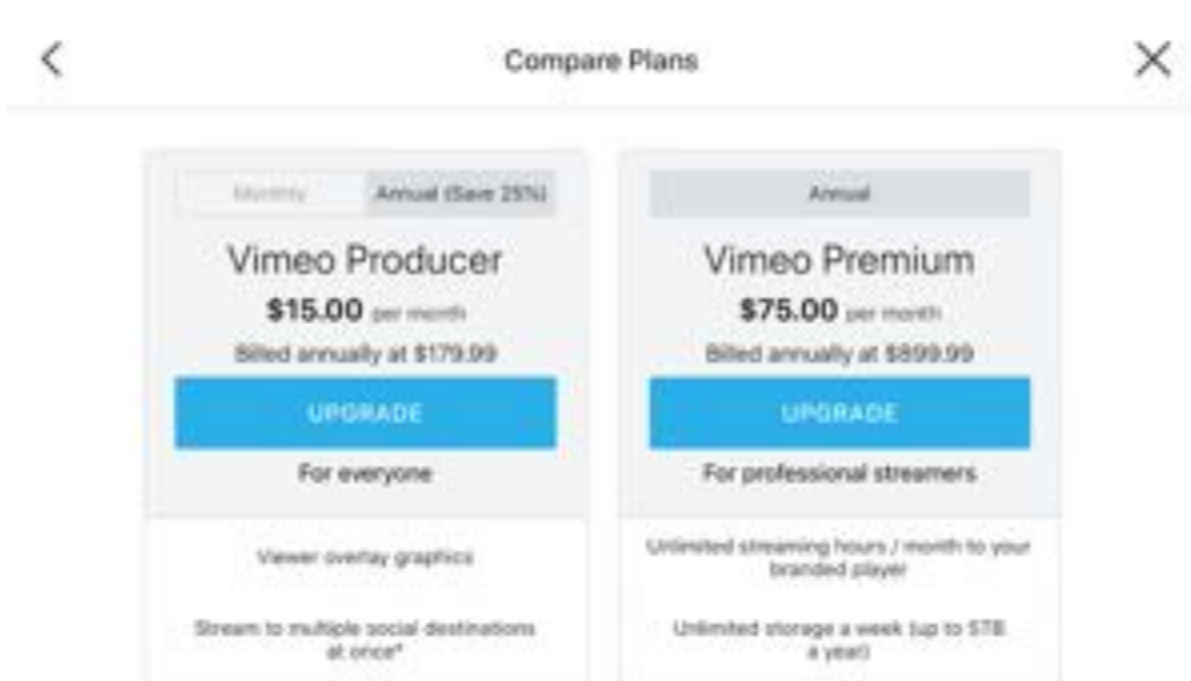 Compare Plans
Monthly
Annual (Save 25%)
Vimeo Producer
$15.00 per month
Billed annually at $179.99
UPGRADE
For everyone
Viewer overlay graphics
Stream to multiple social destinations
at once*
Annual
Vimeo Premium
$75.00 per month
Billed annually at $899.99
UPGRADE
For professional streamers
Unlimited streaming hours / month to your
branded player
Unlimited storage a week (up to 5TB
a year)